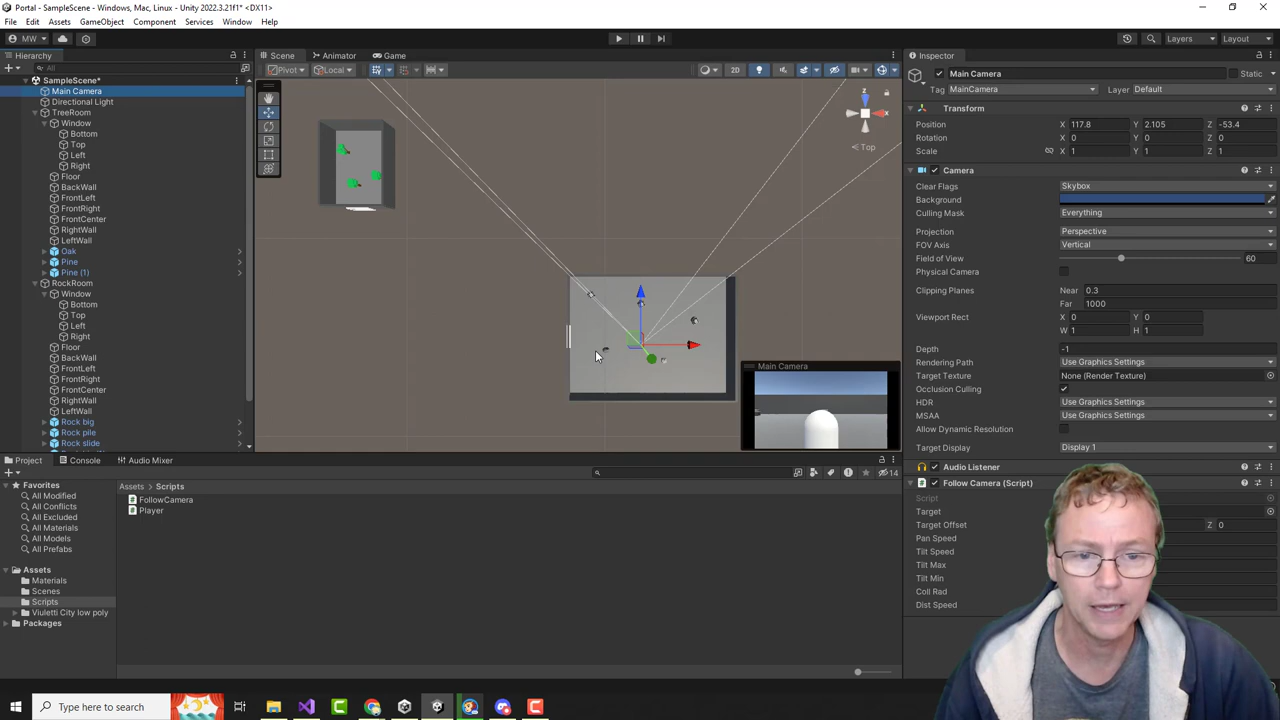 Portal - SampleScene - Windows, Mac, Linux - Unity 2022.3.21f1* <DX11>
File Edit Assets GameObject Component Services Window Help
MW Layers Layout
Hierarchy Scene Animator Game Inspector
All
Pivot Local 2D
SampleScene*
Main Camera
Directional Light
TreeRoom
Window
Bottom
Top
Left
Right
Floor
BackWall
FrontLeft
FrontRight
FrontCenter
RightWall
LeftWall
Oak
Pine
Pine (1)
RockRoom
Window
Bottom
Top
Left
Right
Floor
BackWall
FrontLeft
FrontRight
FrontCenter
RightWall
LeftWall
Rock big
Rock pile
Rock slide
z
x
Top
Main Camera
Main Camera Static
Tag MainCamera Layer Default
Transform
Position X 117.8 Y 2.105 Z -53.4
Rotation X 0 Y 0 Z 0
Scale X 1 Y 1 Z 1
Camera
Clear Flags Skybox
Background
Culling Mask Everything
Projection Perspective
FOV Axis Vertical
Field of View 60
Physical Camera
Clipping Planes Near 0.3
Far 1000
Viewport Rect X 0 Y 0
W 1 H 1
Depth -1
Rendering Path Use Graphics Settings
Target Texture None (Render Texture)
Occlusion Culling
HDR Use Graphics Settings
MSAA Use Graphics Settings
Allow Dynamic Resolution
Target Display Display 1
Audio Listener
Follow Camera (Script)
Script
Target
Target Offset Z 0
Pan Speed
Tilt Speed
Tilt Max
Tilt Min
Coll Rad
Dist Speed
Project Console Audio Mixer
14
Favorites
All Modified
All Conflicts
All Excluded
All Materials
All Models
All Prefabs
Assets
Materials
Scenes
Scripts
Viuletti City low poly
Packages
Assets > Scripts
FollowCamera
Player
Type here to search